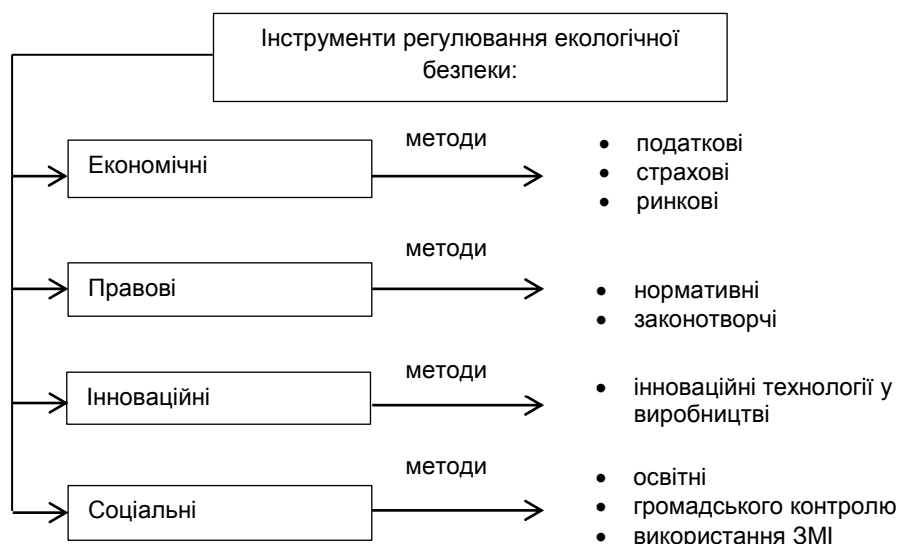 Інструменти регулювання екологічної
безпеки:
Економічні
методи
• податкові
• страхові
• ринкові
Правові
методи
• нормативні
• законотворчі
Інноваційні
методи
• інноваційні технології у
виробництві
Соціальні
методи
• освітні
• громадського контролю
• використання ЗМІ